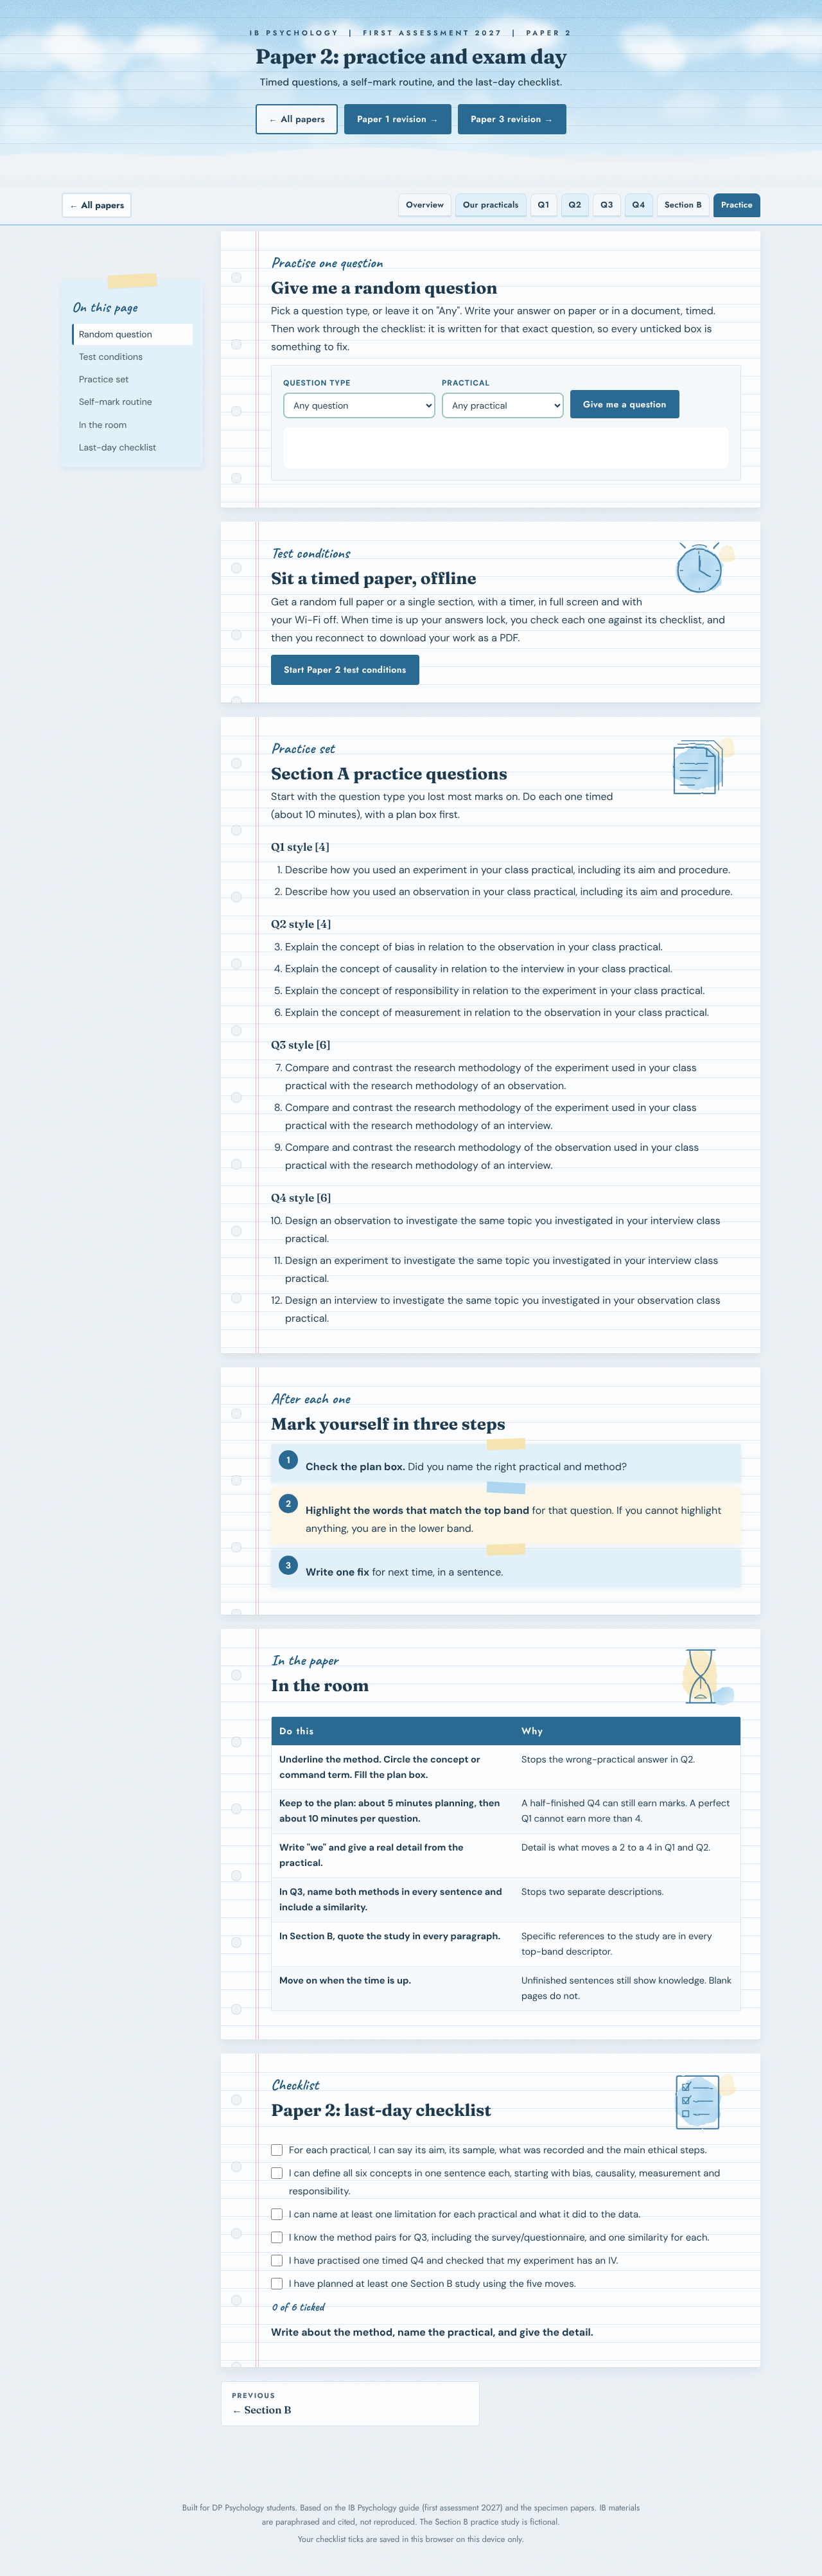 IB PSYCHOLOGY | FIRST ASSESSMENT 2027 | PAPER 2
Paper 2: practice and exam day
Timed questions, a self-mark routine, and the last-day checklist.
← All papers
Paper 1 revision →
Paper 3 revision →
← All papers
Overview
Our practicals
Q1
Q2
Q3
Q4
Section B
Practice
On this page
Random question
Test conditions
Practice set
Self-mark routine
In the room
Last-day checklist
Practise one question
Give me a random question
Pick a question type, or leave it on "Any". Write your answer on paper or in a document, timed.
Then work through the checklist: it is written for that exact question, so every unticked box is
something to fix.
QUESTION TYPE
PRACTICAL
Any question
Any practical
Give me a question
Test conditions
Sit a timed paper, offline
Get a random full paper or a single section, with a timer, in full screen and with
your Wi-Fi off. When time is up your answers lock, you check each one against its checklist, and
then you reconnect to download your work as a PDF.
Start Paper 2 test conditions
Practice set
Section A practice questions
Start with the question type you lost most marks on. Do each one timed
(about 10 minutes), with a plan box first.
Q1 style [4]
1. Describe how you used an experiment in your class practical, including its aim and procedure.
2. Describe how you used an observation in your class practical, including its aim and procedure.
Q2 style [4]
3. Explain the concept of bias in relation to the observation in your class practical.
4. Explain the concept of causality in relation to the interview in your class practical.
5. Explain the concept of responsibility in relation to the experiment in your class practical.
6. Explain the concept of measurement in relation to the observation in your class practical.
Q3 style [6]
7. Compare and contrast the research methodology of the experiment used in your class
practical with the research methodology of an observation.
8. Compare and contrast the research methodology of the experiment used in your class
practical with the research methodology of an interview.
9. Compare and contrast the research methodology of the observation used in your class
practical with the research methodology of an interview.
Q4 style [6]
10. Design an observation to investigate the same topic you investigated in your interview class
practical.
11. Design an experiment to investigate the same topic you investigated in your interview class
practical.
12. Design an interview to investigate the same topic you investigated in your observation class
practical.
After each one
Mark yourself in three steps
1 Check the plan box. Did you name the right practical and method?
2 Highlight the words that match the top band for that question. If you cannot highlight
anything, you are in the lower band.
3 Write one fix for next time, in a sentence.
In the paper
In the room
Do this
Why
Underline the method. Circle the concept or
command term. Fill the plan box.
Stops the wrong-practical answer in Q2.
Keep to the plan: about 5 minutes planning, then
about 10 minutes per question.
A half-finished Q4 can still earn marks. A perfect
Q1 cannot earn more than 4.
Write "we" and give a real detail from the
practical.
Detail is what moves a 2 to a 4 in Q1 and Q2.
In Q3, name both methods in every sentence and
include a similarity.
Stops two separate descriptions.
In Section B, quote the study in every paragraph.
Specific references to the study are in every
top-band descriptor.
Move on when the time is up.
Unfinished sentences still show knowledge. Blank
pages do not.
Checklist
Paper 2: last-day checklist
For each practical, I can say its aim, its sample, what was recorded and the main ethical steps.
I can define all six concepts in one sentence each, starting with bias, causality, measurement and
responsibility.
I can name at least one limitation for each practical and what it did to the data.
I know the method pairs for Q3, including the survey/questionnaire, and one similarity for each.
I have practised one timed Q4 and checked that my experiment has an IV.
I have planned at least one Section B study using the five moves.
0 of 6 ticked
Write about the method, name the practical, and give the detail.
PREVIOUS
← Section B
Built for DP Psychology students. Based on the IB Psychology guide (first assessment 2027) and the specimen papers. IB materials
are paraphrased and cited, not reproduced. The Section B practice study is fictional.
Your checklist ticks are saved in this browser on this device only.